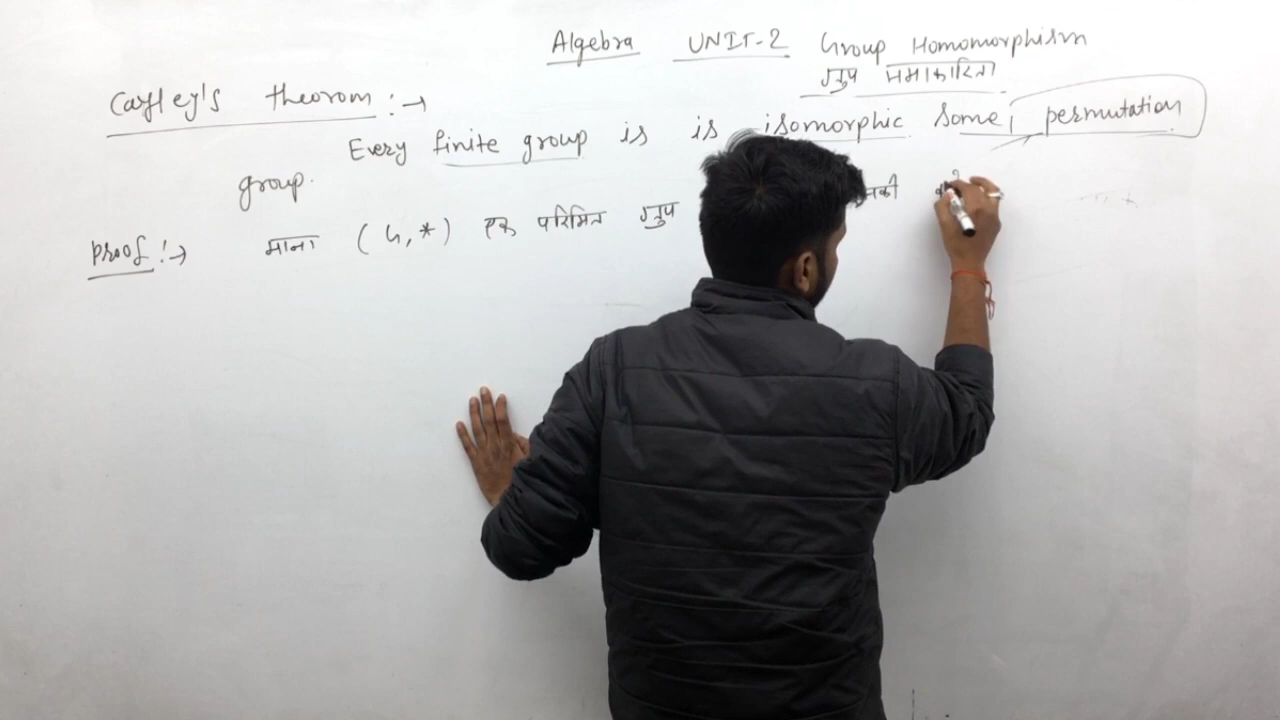 Algebra UNIT-2 Group Homomorphism
ग्रुप समाकारिता
Cayley's theorom :→
Every finite group is is isomorphic some permutation
group.
proof :→ माना (G, *) एक परिमित ग्रुप